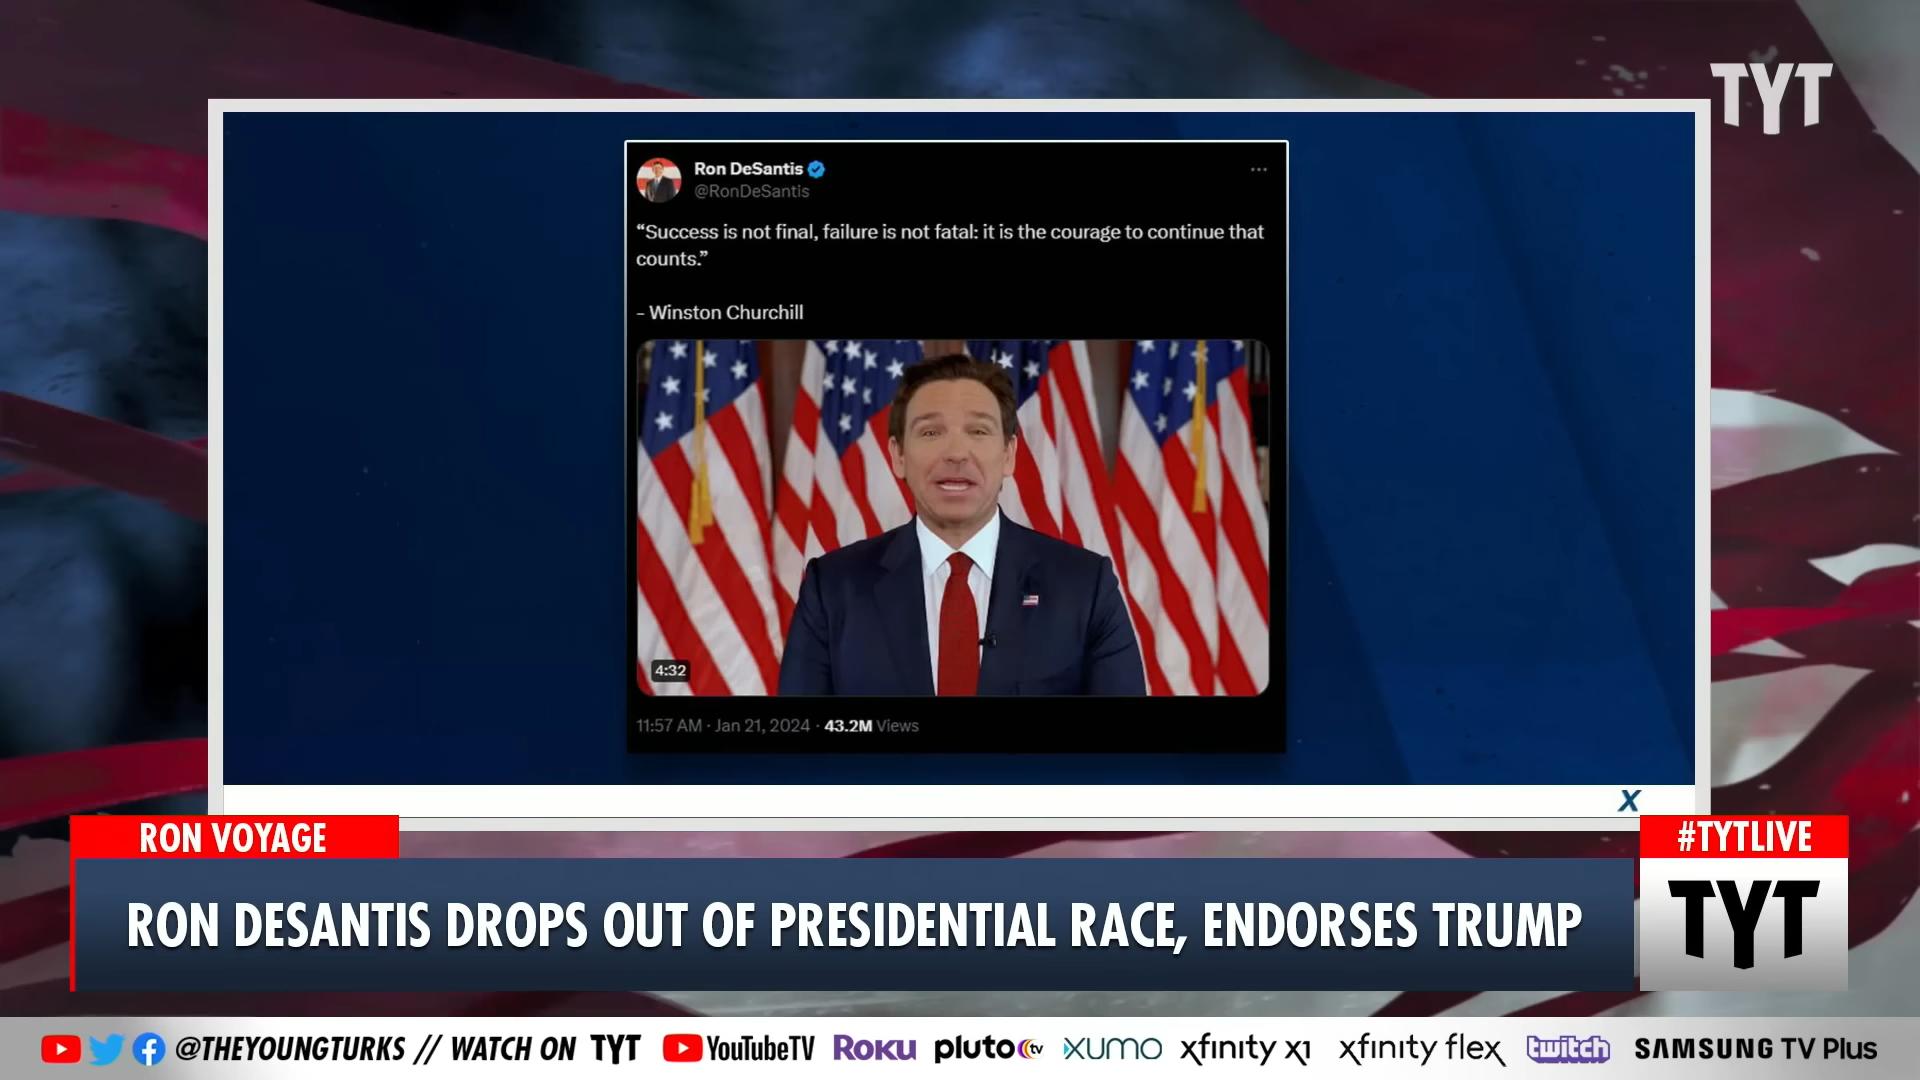 TYT
Ron DeSantis
@RonDeSantis
“Success is not final, failure is not fatal: it is the courage to continue that
counts.”
- Winston Churchill
4:32
11:57 AM · Jan 21, 2024 · 43.2M Views
X
RON VOYAGE
#TYTLIVE
RON DESANTIS DROPS OUT OF PRESIDENTIAL RACE, ENDORSES TRUMP
TYT
@THEYOUNGTURKS // WATCH ON TYT YouTubeTV ROKU pluto tv XUMO xfinity x1 xfinity flex twitch SAMSUNG TV Plus